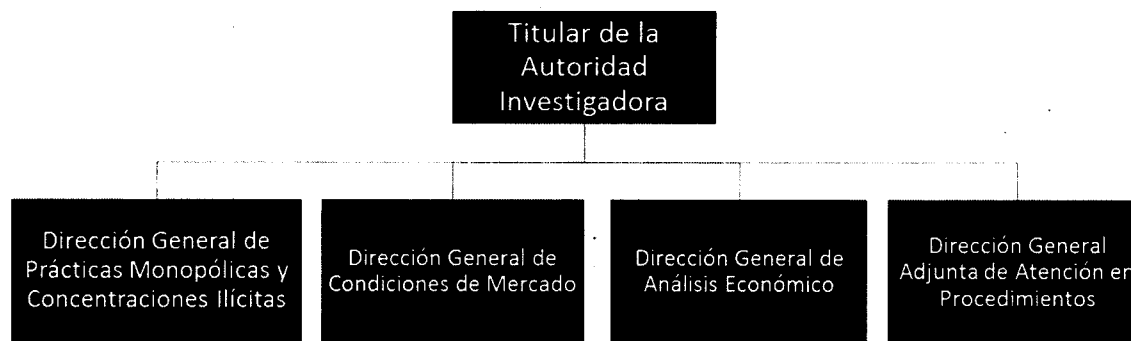 Titular de la
Autoridad
Investigadora
Dirección General de
Prácticas Monopólicas y
Concentraciones Ilícitas
Dirección General de
Condiciones de Mercado
Dirección General de
Análisis Económico
Dirección General
Adjunta de Atención en
Procedimientos